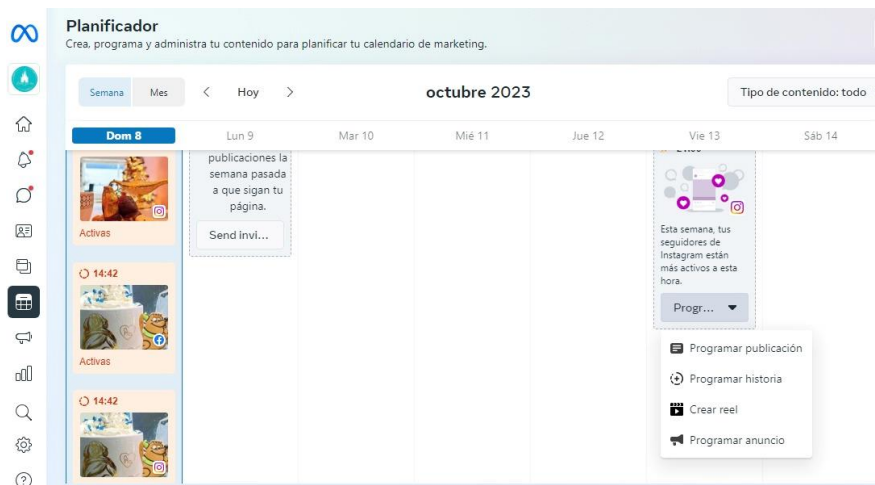 Planificador
Crea, programa y administra tu contenido para planificar tu calendario de marketing.
Semana
Mes
Hoy
octubre 2023
Tipo de contenido: todo
Dom 8
Lun 9
Mar 10
Mié 11
Jue 12
Vie 13
Sáb 14
Activas
14:42
Activas
14:42
publicaciones la
semana pasada
a que sigan tu
página.
Send invi...
Esta semana, tus
seguidores de
Instagram están
más activos a esta
hora.
Progr...
Programar publicación
Programar historia
Crear reel
Programar anuncio